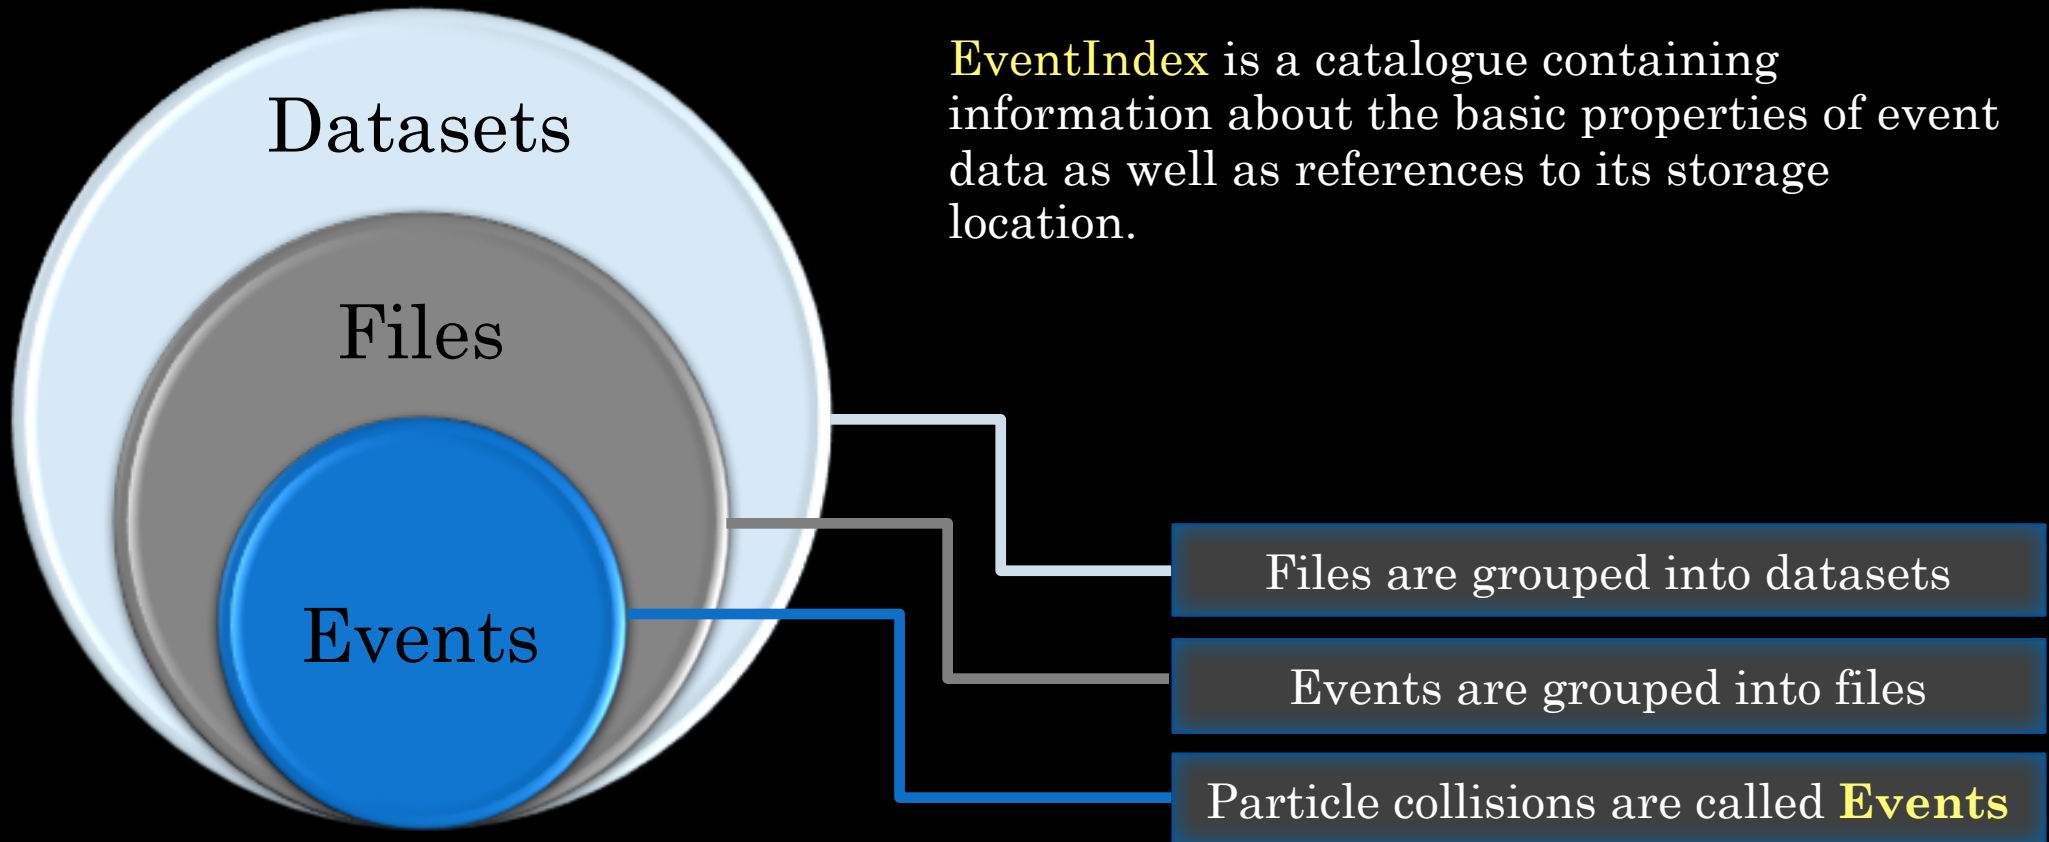 Datasets
Files
Events
EventIndex is a catalogue containing
information about the basic properties of event
data as well as references to its storage
location.
Files are grouped into datasets
Events are grouped into files
Particle collisions are called Events